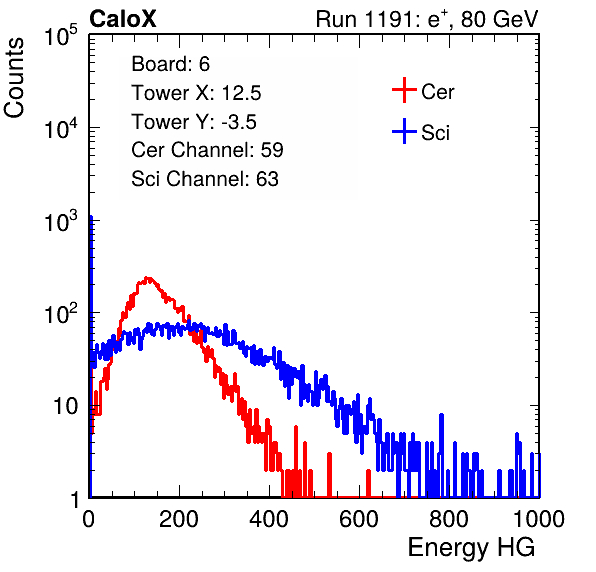 CaloX
Run 1191: e⁺, 80 GeV
Counts
10⁵
10⁴
10³
10²
10
1
Board: 6
Tower X: 12.5
Tower Y: -3.5
Cer Channel: 59
Sci Channel: 63
Cer
Sci
0 200 400 600 800 1000
Energy HG